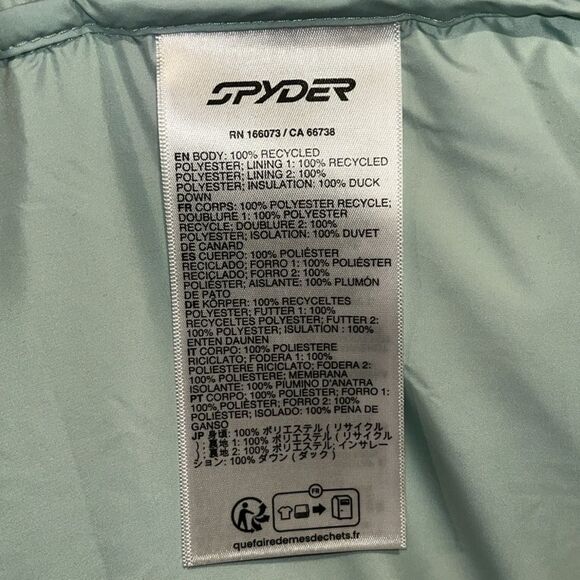 SPYDER
RN 166073 / CA 66738
EN BODY: 100% RECYCLED
POLYESTER; LINING 1: 100% RECYCLED
POLYESTER; LINING 2: 100%
POLYESTER; INSULATION: 100% DUCK
DOWN
FR CORPS: 100% POLYESTER RECYCLE;
DOUBLURE 1: 100% POLYESTER
RECYCLE; DOUBLURE 2: 100%
POLYESTER; ISOLATION: 100% DUVET
DE CANARD
ES CUERPO: 100% POLIÉSTER
RECICLADO; FORRO 1: 100% POLIÉSTER
RECICLADO; FORRO 2: 100%
POLIÉSTER; AISLANTE: 100% PLUMÓN
DE PATO
DE KÖRPER: 100% RECYCELTES
POLYESTER; FUTTER 1: 100%
RECYCELTES POLYESTER; FUTTER 2:
100% POLYESTER; ISULATION : 100%
ENTEN DAUNEN
IT CORPO: 100% POLIESTERE
RICICLATO; FODERA 1: 100%
POLIESTERE RICICLATO; FODERA 2:
100% POLIESTERE; MEMBRANA
ISOLANTE: 100% PIUMINO D'ANATRA
PT CORPO; 100% POLIÉSTER; FORRO 1:
100% POLIÉSTER; FORRO 2: 100%
POLIÉSTER; ISOLADO: 100% PENA DE
GANSO
JP 身頃: 100% ポリエステル ( リサイクル
) ; 裏地 1: 100% ポリエステル ( リサイクル
) ; 裏地 2: 100% ポリエステル, インサレー
ション: 100% ダウン ( ダック )
FR
quefairedemesdechets.fr